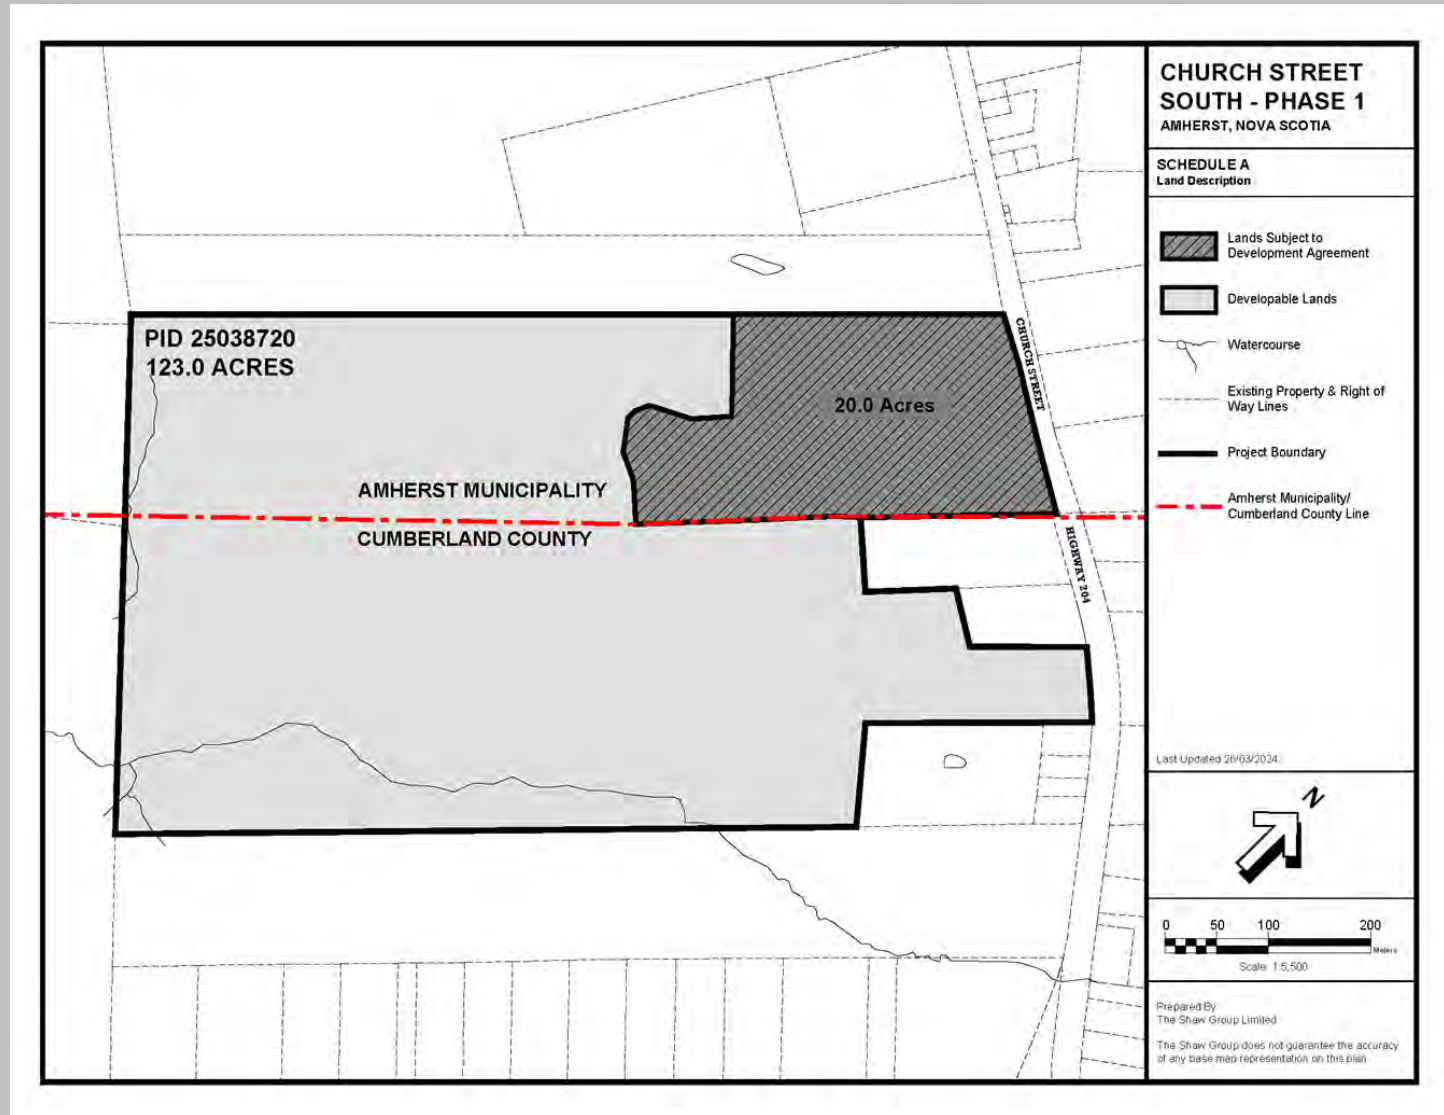 CHURCH STREET
SOUTH - PHASE 1
AMHERST, NOVA SCOTIA
SCHEDULE A
Land Description
Lands Subject to
Development Agreement
Developable Lands
Watercourse
Existing Property & Right of
Way Lines
Project Boundary
Amherst Municipality/
Cumberland County Line
Last Updated 26/03/2024
N
0 50 100 200
Meters
Scale 1:5,500
Prepared By
The Shaw Group Limited
The Shaw Group does not guarantee the accuracy
of any base map representation on this plan
PID 25038720
123.0 ACRES
20.0 Acres
CHURCH STREET
AMHERST MUNICIPALITY
CUMBERLAND COUNTY
HIGHWAY 204